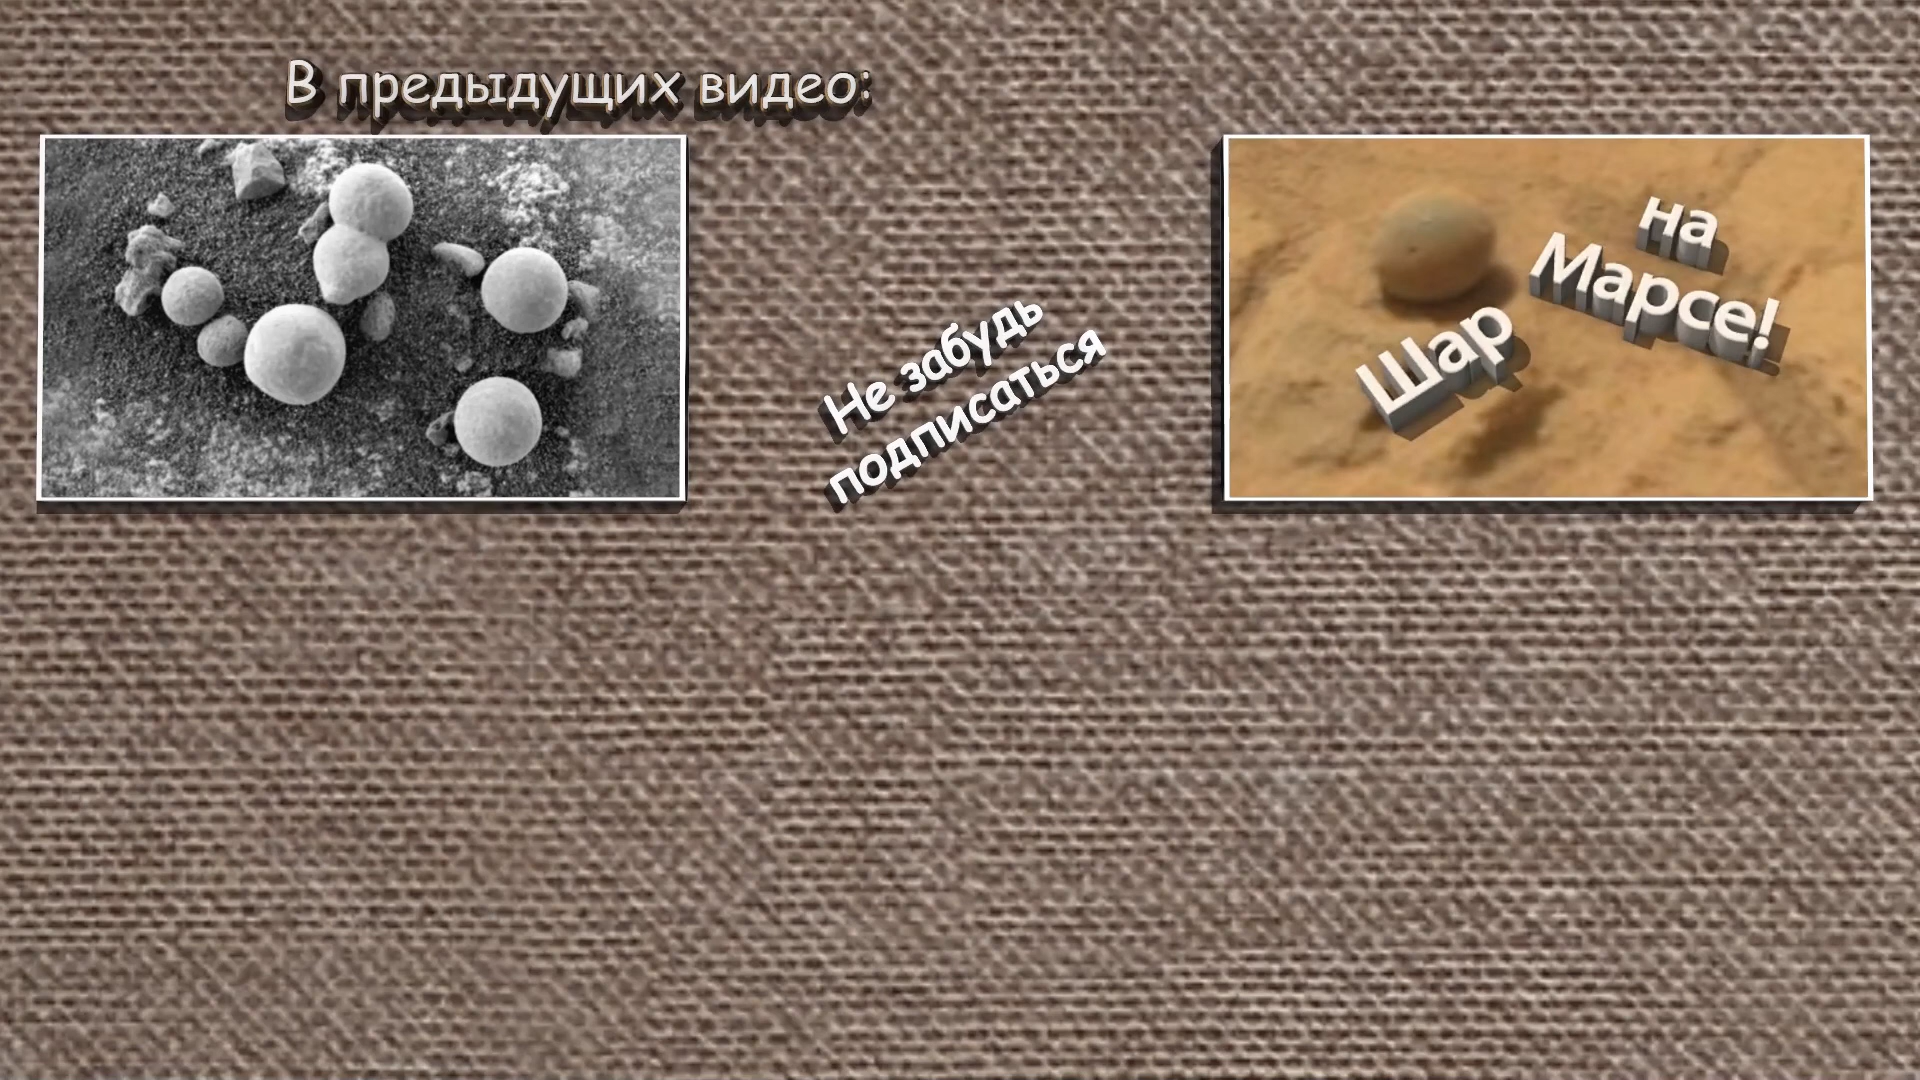 В предыдущих видео:
Не забудь
подписаться
Шар
на
Марсе!